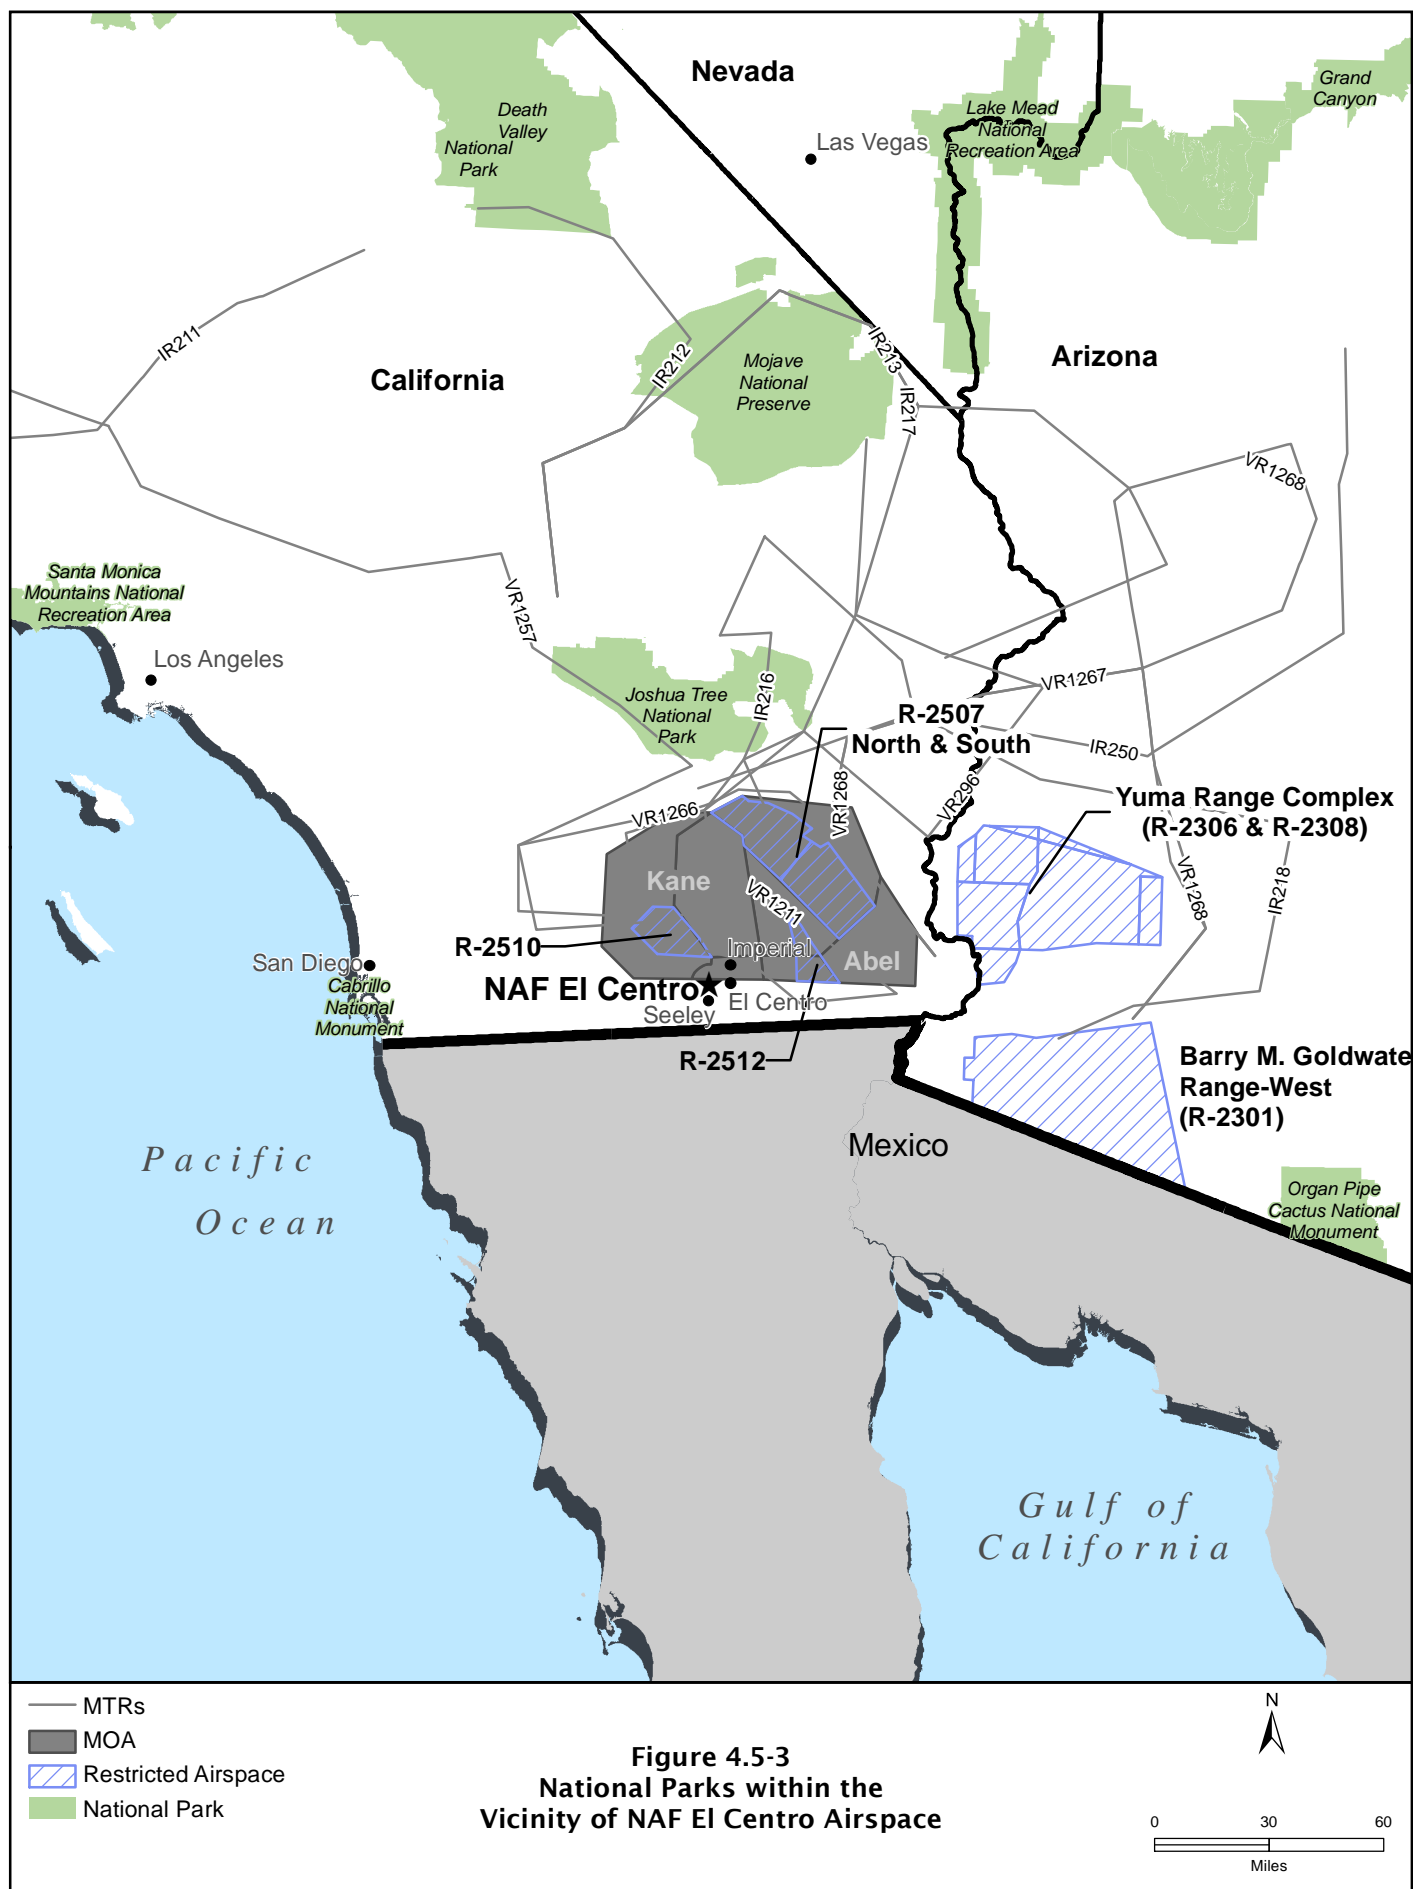 Nevada
Grand
Canyon
Death
Valley
National
Park
Lake Mead
National
Recreation Area
Las Vegas
IR211
IR212
IR213
Arizona
California
Mojave
National
Preserve
IR217
VR1268
Santa Monica
Mountains National
Recreation Area
VR1257
Los Angeles
Joshua Tree
National
Park
IR216
VR1267
R-2507
North & South
IR250
VR1268
VR296
Yuma Range Complex
(R-2306 & R-2308)
VR1266
Kane
VR1211
VR1268
IR218
R-2510
Imperial
Abel
San Diego
Cabrillo
National
Monument
NAF El Centro
El Centro
Seeley
R-2512
Barry M. Goldwate
Range-West
(R-2301)
Mexico
Pacific
Ocean
Organ Pipe
Cactus National
Monument
Gulf of
California
MTRs
MOA
Restricted Airspace
National Park
Figure 4.5-3
National Parks within the
Vicinity of NAF El Centro Airspace
N
0 30 60
Miles